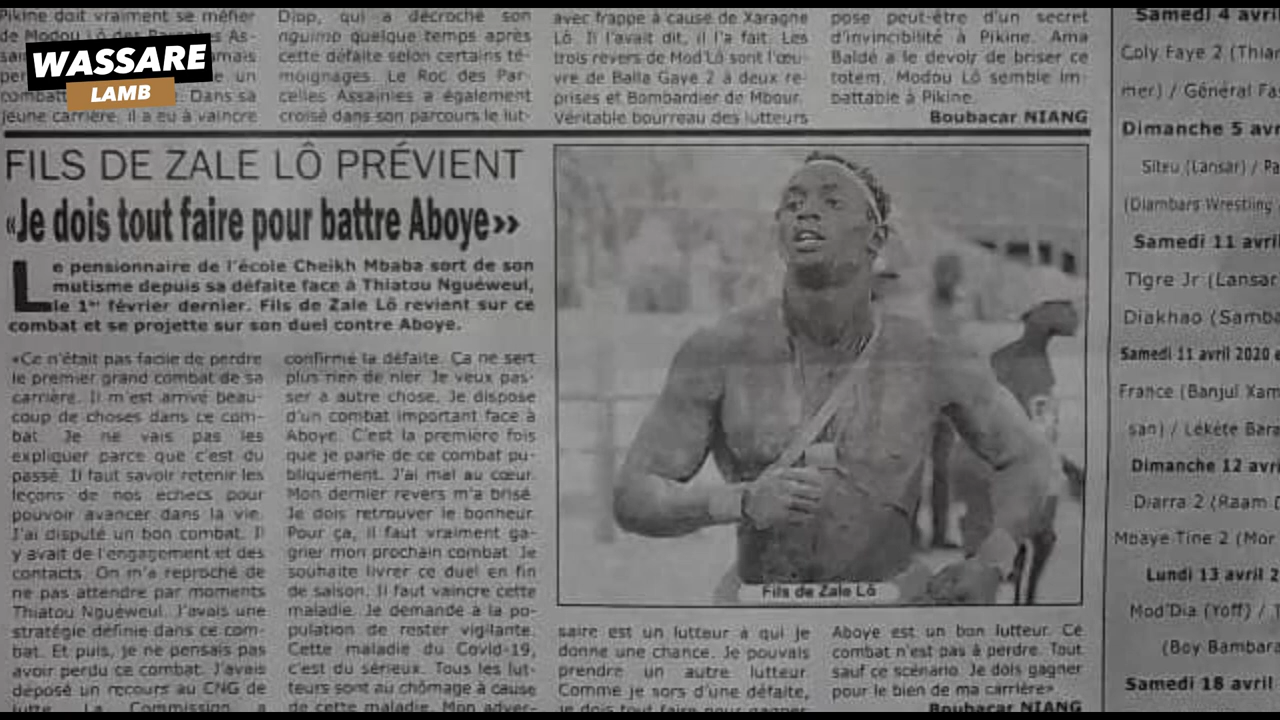 WASSARE
LAMB
Pikine doit vraiment se méfier
de Modou Lô des
combatt Dans sa
jeune carrière, il a eu à vaincre
Diop, qui a décroché son
nguimb quelque temps après
cette défaite selon certains té-
moignages. Le Roc des Par-
celles Assainies a également
croisé dans son parcours le lut-
avec frappe à cause de Xaragne
Lô. Il l'avait dit, il l'a fait. Les
trois revers de Mod'Lô sont l'œu-
vre de Balla Gaye 2 à deux re-
prises et Bombardier de Mbour.
Véritable bourreau des lutteurs
pose peut-être d'un secret
d'invincibilité à Pikine. Ama
Baldé a le devoir de briser ce
totem. Modou Lô semble im-
battable à Pikine.
Boubacar NIANG
FILS DE ZALE LÔ PRÉVIENT
«Je dois tout faire pour battre Aboye»
Le pensionnaire de l'école Cheikh Mbaba sort de son
mutisme depuis sa défaite face à Thiatou Nguéweul,
le 1er février dernier. Fils de Zale Lô revient sur ce
combat et se projette sur son duel contre Aboye.
«Ce n'était pas facile de perdre
le premier grand combat de sa
carrière. Il m'est arrivé beau-
coup de choses dans ce com-
bat. Je ne vais pas les
expliquer parce que c'est du
passé. Il faut savoir retenir les
leçons de nos échecs pour
pouvoir avancer dans la vie.
J'ai disputé un bon combat. Il
y avait de l'engagement et des
contacts. On m'a reproché de
ne pas attendre par moments
Thiatou Nguéweul. J'avais une
stratégie définie dans ce com-
bat. Et puis, je ne pensais pas
avoir perdu ce combat. J'avais
déposé un recours au CNG de
lutte. La Commission a
confirmé la défaite. Ça ne sert
plus rien de nier. Je veux pas-
ser à autre chose. Je dispose
d'un combat important face à
Aboye. C'est la première fois
que je parle de ce combat pu-
bliquement. J'ai mal au cœur.
Mon dernier revers m'a brisé.
Je dois retrouver le bonheur.
Pour ça, il faut vraiment ga-
gner mon prochain combat. Je
souhaite livrer ce duel en fin
de saison. Il faut vaincre cette
maladie. Je demande à la po-
pulation de rester vigilante.
Cette maladie du Covid-19,
c'est du sérieux. Tous les lut-
teurs sont au chômage à cause
de cette maladie. Mon adver-
Fils de Zale Lô
saire est un lutteur à qui je
donne une chance. Je pouvais
prendre un autre lutteur.
Comme je sors d'une défaite,
je dois tout faire pour gagner
Aboye est un bon lutteur. Ce
combat n'est pas à perdre. Tout
sauf ce scénario. Je dois gagner
pour le bien de ma carrière»
Boubacar NIANG
Samedi 4 avril
Coly Faye 2 (Thiar
mer) / Général Fa
Dimanche 5 avr
Siteu (Lansar) / Pa
(Diambars Wrestling
Samedi 11 avril
Tigre Jr (Lansar
Diakhao (Samba
Samedi 11 avril 2020 e
France (Banjul Xam
san) / Lékéte Bara
Dimanche 12 avri
Diarra 2 (Raam D
Mbaye Tine 2 (Mor
Lundi 13 avril 2
Mod'Dia (Yoff) /
(Boy Bambara
Samedi 18 avril